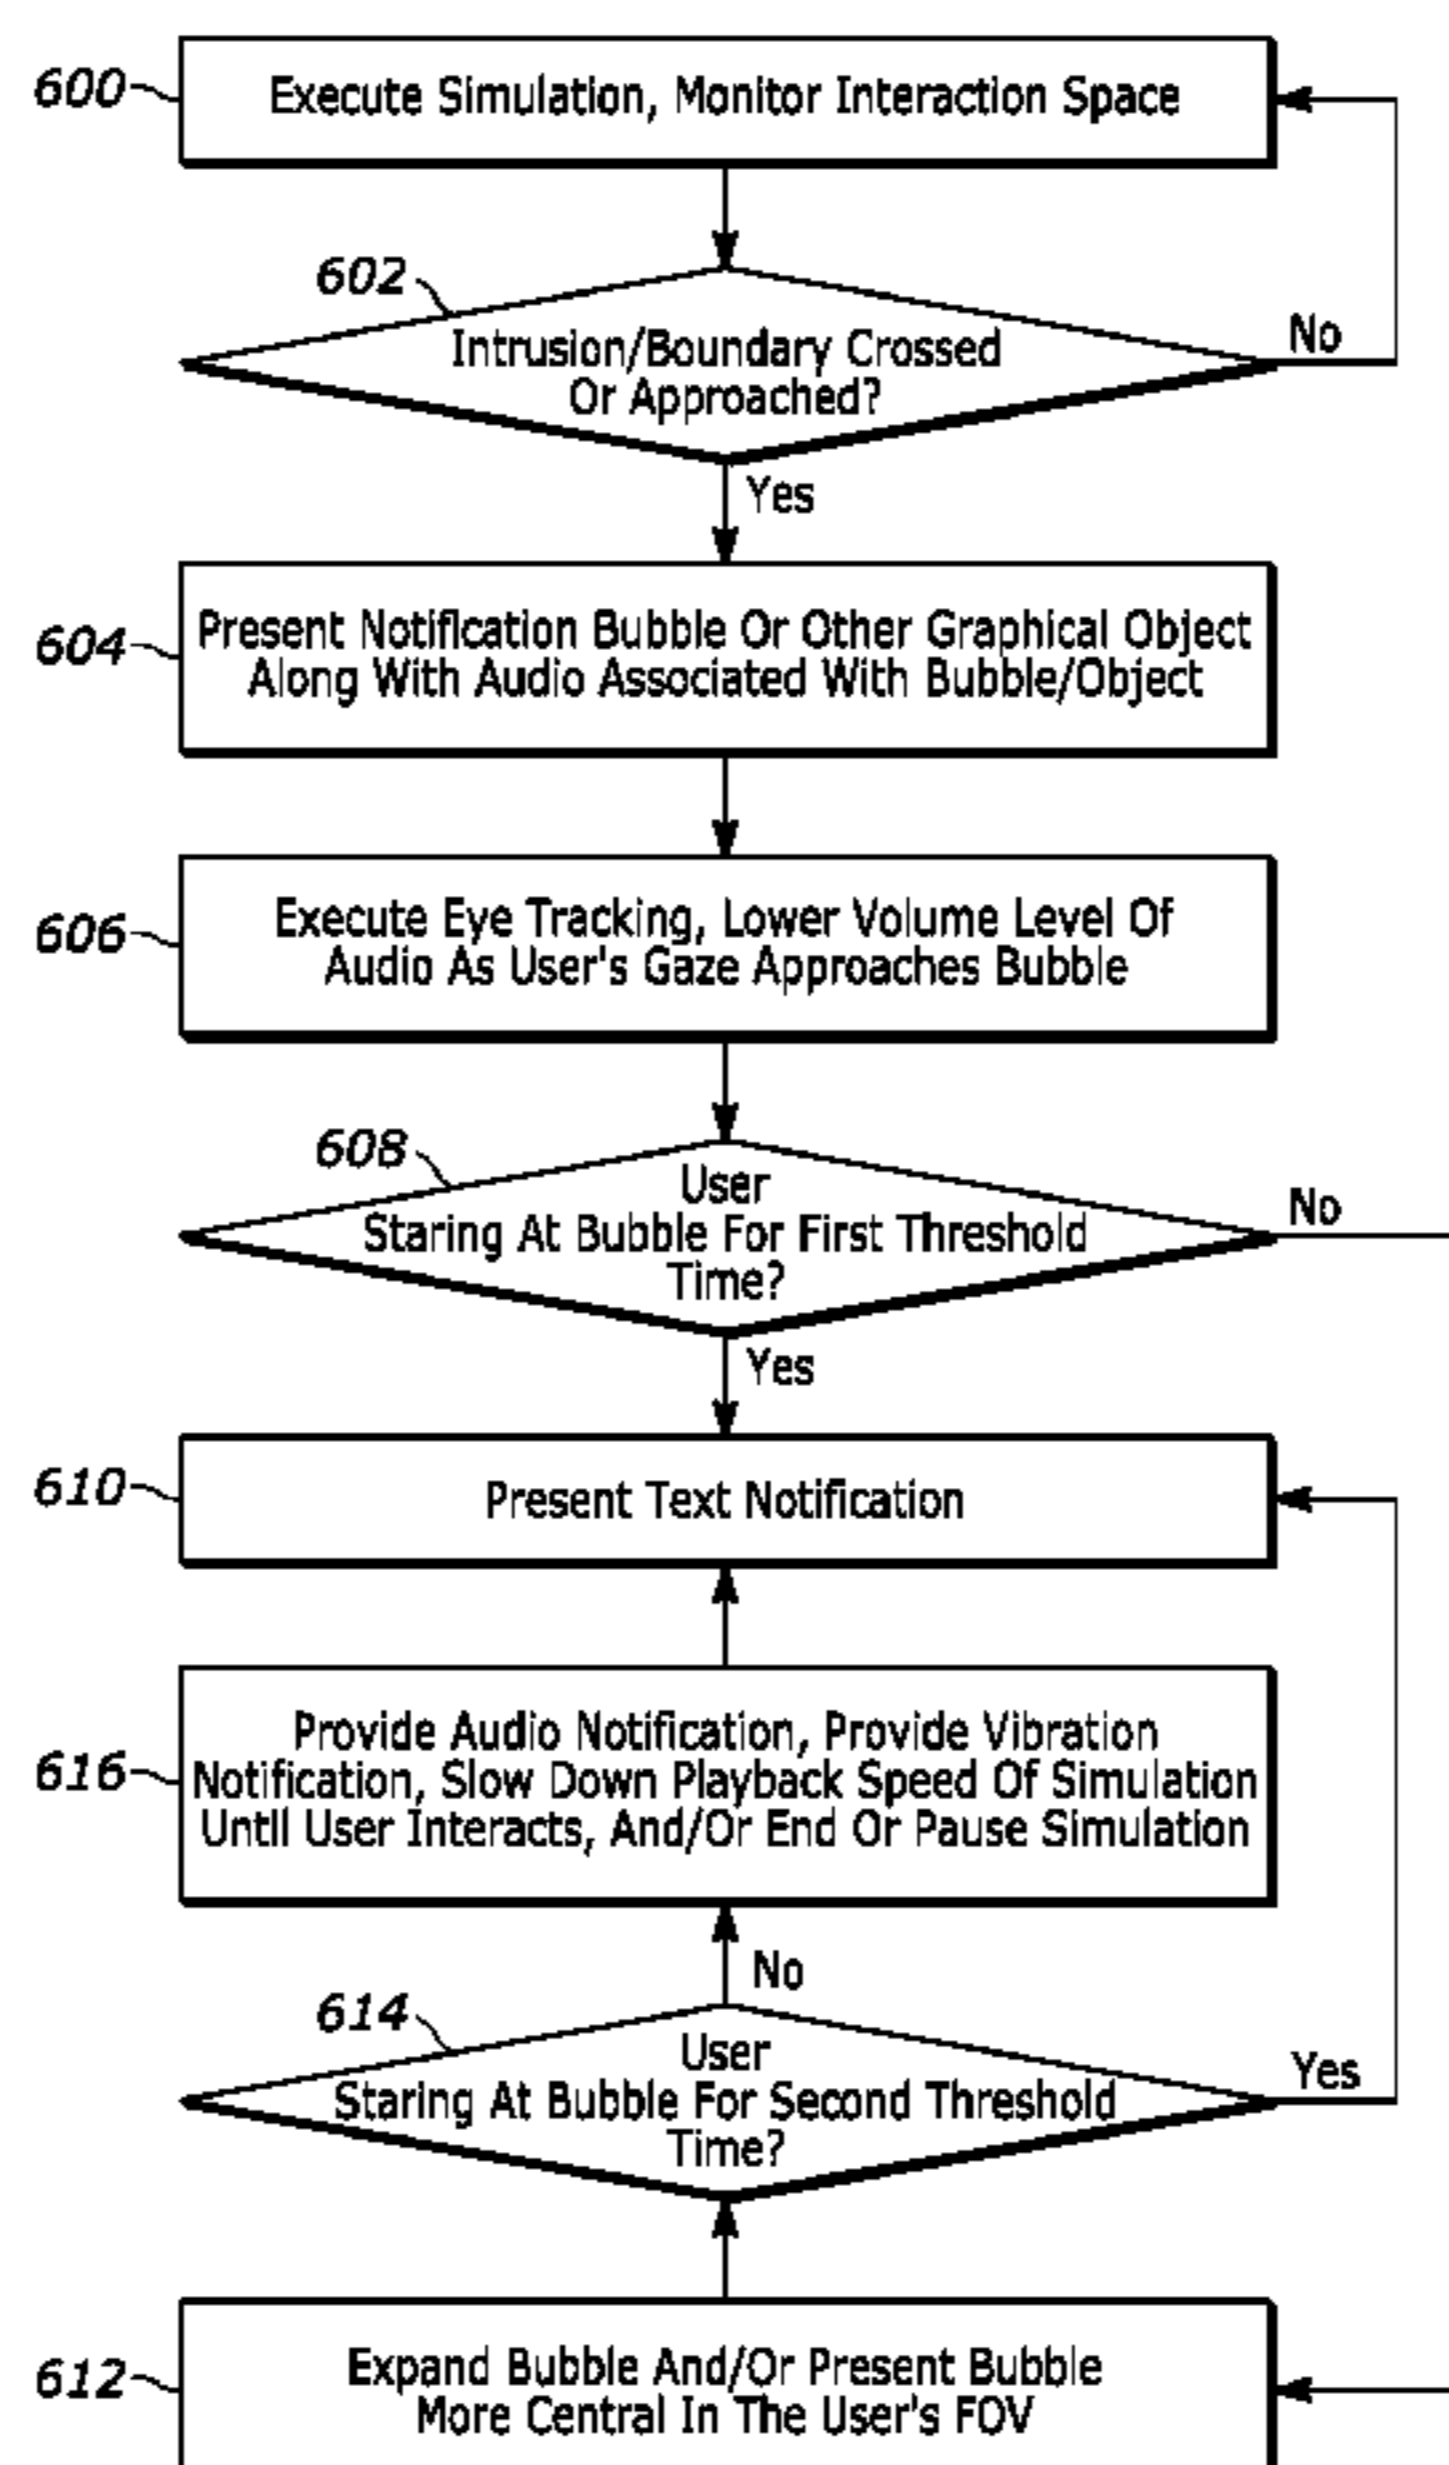 600
Execute Simulation, Monitor Interaction Space
602
Intrusion/Boundary Crossed
Or Approached?
No
Yes
604
Present Notification Bubble Or Other Graphical Object
Along With Audio Associated With Bubble/Object
606
Execute Eye Tracking, Lower Volume Level Of
Audio As User's Gaze Approaches Bubble
608
User
Staring At Bubble For First Threshold
Time?
No
Yes
610
Present Text Notification
616
Provide Audio Notification, Provide Vibration
Notification, Slow Down Playback Speed Of Simulation
Until User Interacts, And/Or End Or Pause Simulation
No
614
User
Staring At Bubble For Second Threshold
Time?
Yes
612
Expand Bubble And/Or Present Bubble
More Central In The User's FOV